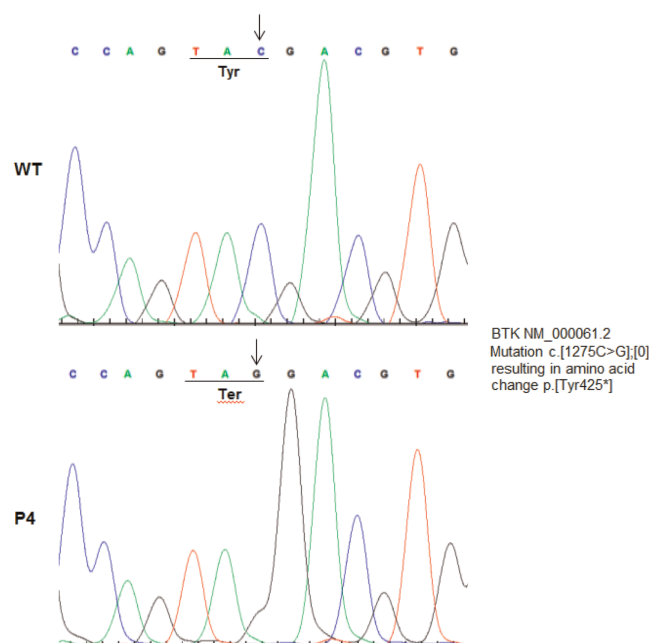 C C A G T A C G A C G T G
Tyr
WT
BTK NM_000061.2
Mutation c.[1275C>G];[0]
resulting in amino acid
change p.[Tyr425*]
C C A G T A G G A C G T G
Ter
P4